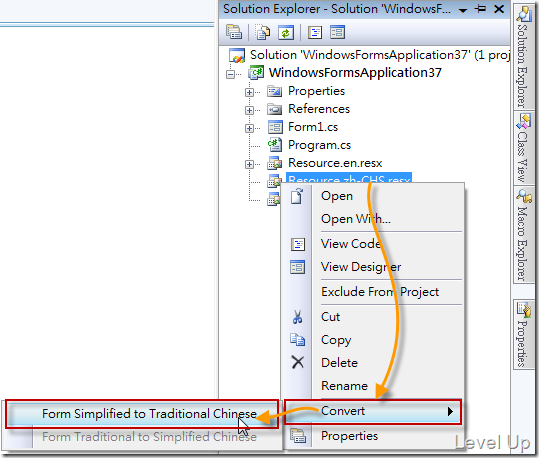 Solution Explorer - Solution 'WindowsF...
Solution 'WindowsFormsApplication37' (1 proj
WindowsFormsApplication37
Properties
References
Form1.cs
Program.cs
Resource.en.resx
Resource.zh-CHS.resx
Open
Open With...
View Code
View Designer
Exclude From Project
Cut
Copy
Delete
Rename
Convert
Properties
Form Simplified to Traditional Chinese
Form Traditional to Simplified Chinese
Solution Explorer
Class View
Macro Explorer
Properties
Level Up